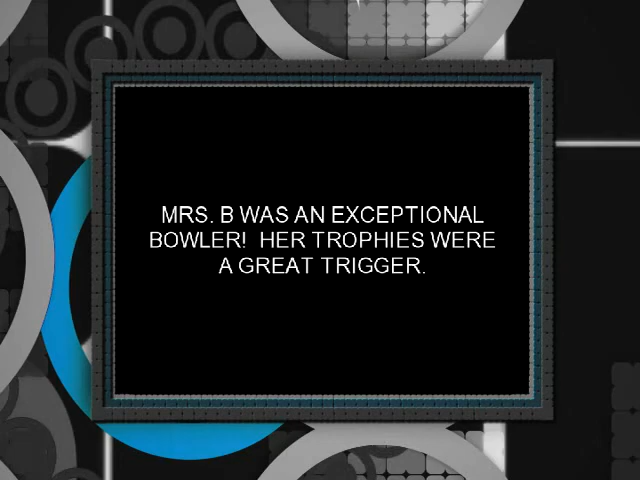 MRS. B WAS AN EXCEPTIONAL
BOWLER!  HER TROPHIES WERE
A GREAT TRIGGER.